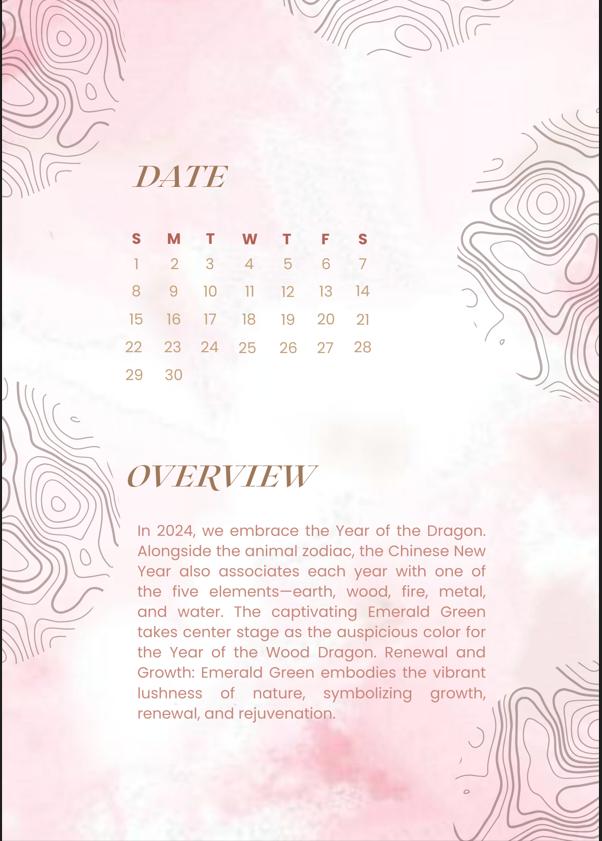 DATE
S M T W T F S
1 2 3 4 5 6 7
8 9 10 11 12 13 14
15 16 17 18 19 20 21
22 23 24 25 26 27 28
29 30
OVERVIEW
In 2024, we embrace the Year of the Dragon.
Alongside the animal zodiac, the Chinese New
Year also associates each year with one of
the five elements—earth, wood, fire, metal,
and water. The captivating Emerald Green
takes center stage as the auspicious color for
the Year of the Wood Dragon. Renewal and
Growth: Emerald Green embodies the vibrant
lushness of nature, symbolizing growth,
renewal, and rejuvenation.